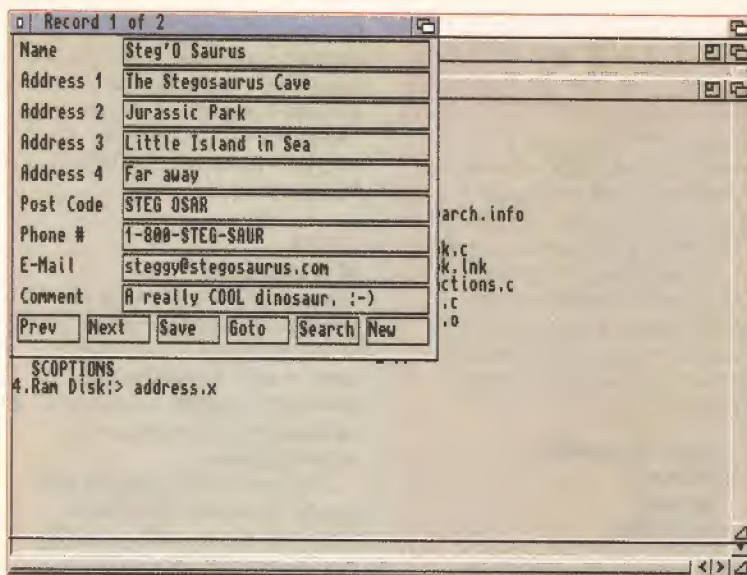 Record 1 of 2
Name Steg'O Saurus
Address 1 The Stegosaurus Cave
Address 2 Jurassic Park
Address 3 Little Island in Sea
Address 4 Far away
Post Code STEG OSAR
Phone # 1-800-STEG-SAUR
E-Mail steggy@stegosaurus.com
Comment A really COOL dinosaur. :-)
Prev Next Save Goto Search New
arch.info
k.c
k.lnk
ctions.c
.c
.o
SCOPTIONS
4.Ram Disk:> address.x